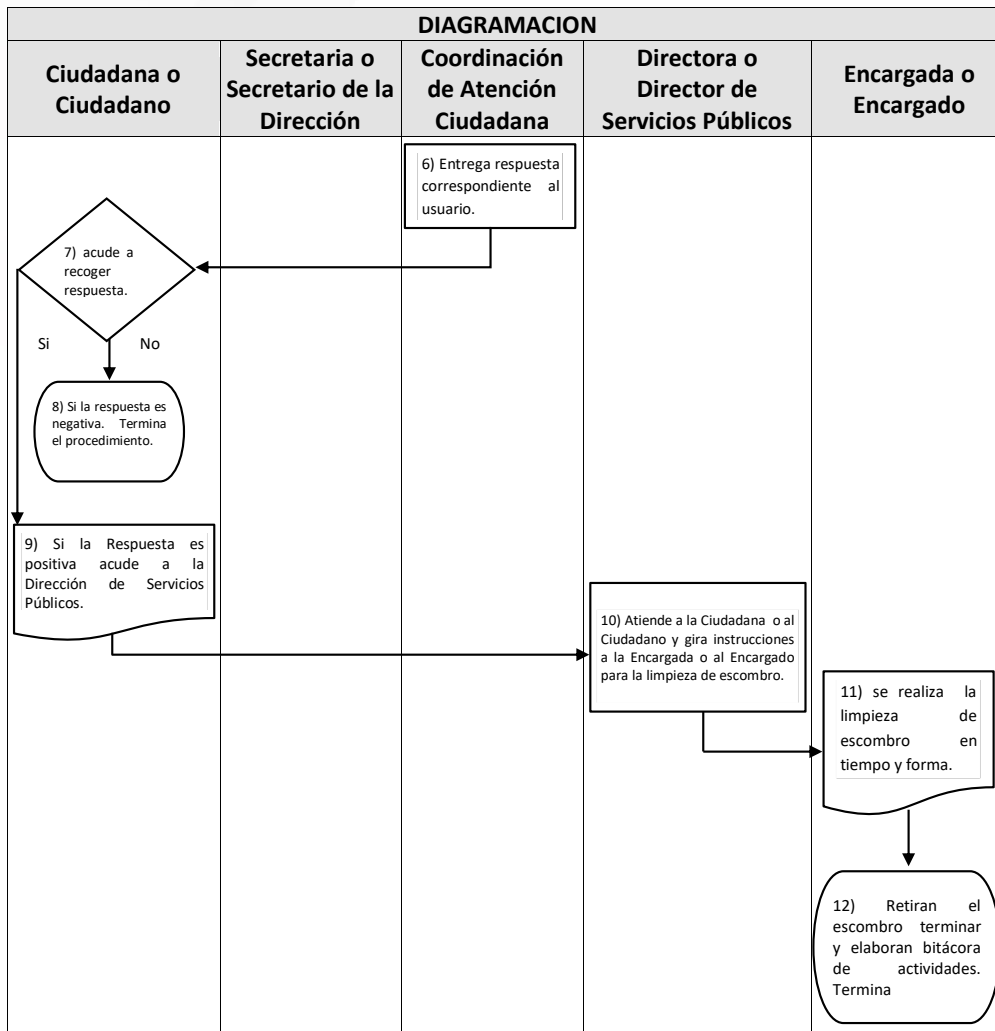 DIAGRAMACION
Ciudadana o
Ciudadano
Secretaria o
Secretario de la
Dirección
Coordinación
de Atención
Ciudadana
Directora o
Director de
Servicios Públicos
Encargada o
Encargado
6) Entrega respuesta
correspondiente al
usuario.
7) acude a
recoger
respuesta.
Si
No
8) Si la respuesta es
negativa. Termina
el procedimiento.
9) Si la Respuesta es
positiva acude a la
Dirección de Servicios
Públicos.
10) Atiende a la Ciudadana o al
Ciudadano y gira instrucciones
a la Encargada o al Encargado
para la limpieza de escombro.
11) se realiza la
limpieza de
escombro en
tiempo y forma.
12) Retiran el
escombro terminar
y elaboran bitácora
de actividades.
Termina